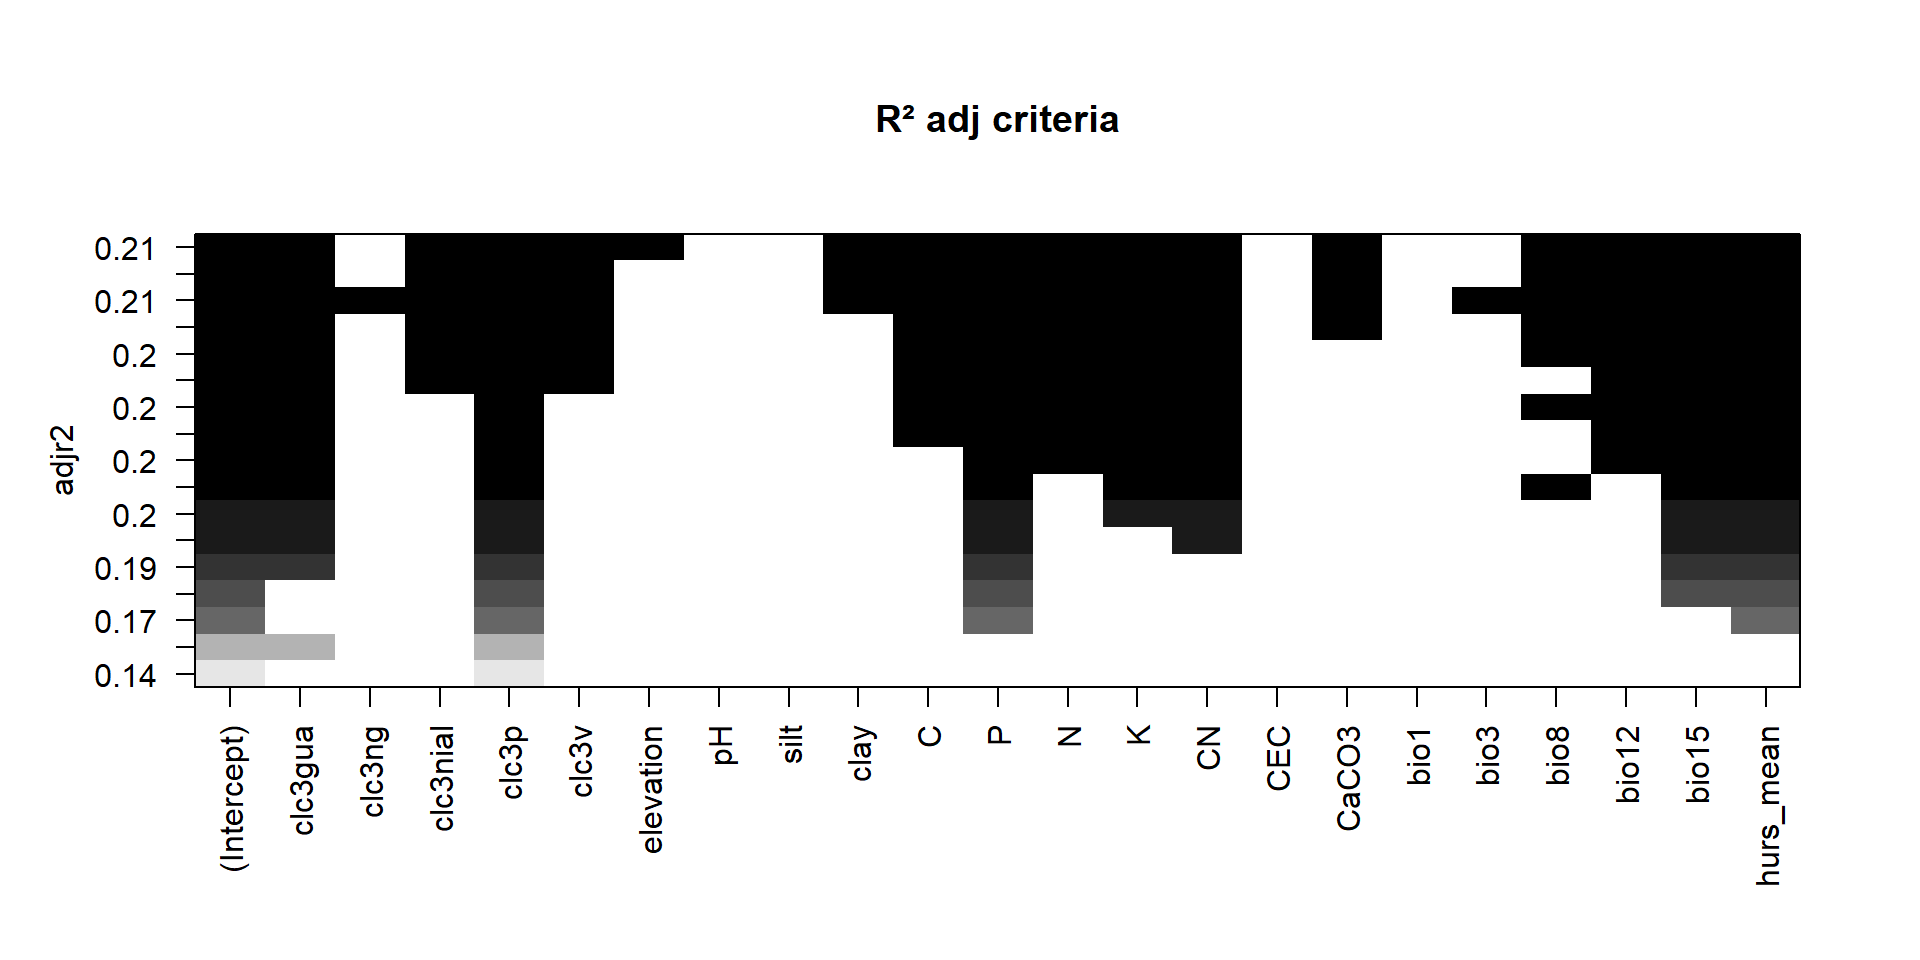 R² adj criteria
adjr2
0.21
0.21
0.2
0.2
0.2
0.2
0.19
0.17
0.14
(Intercept)
clc3gua
clc3ng
clc3nial
clc3p
clc3v
elevation
pH
silt
clay
C
P
N
K
CN
CEC
CaCO3
bio1
bio3
bio8
bio12
bio15
hurs_mean